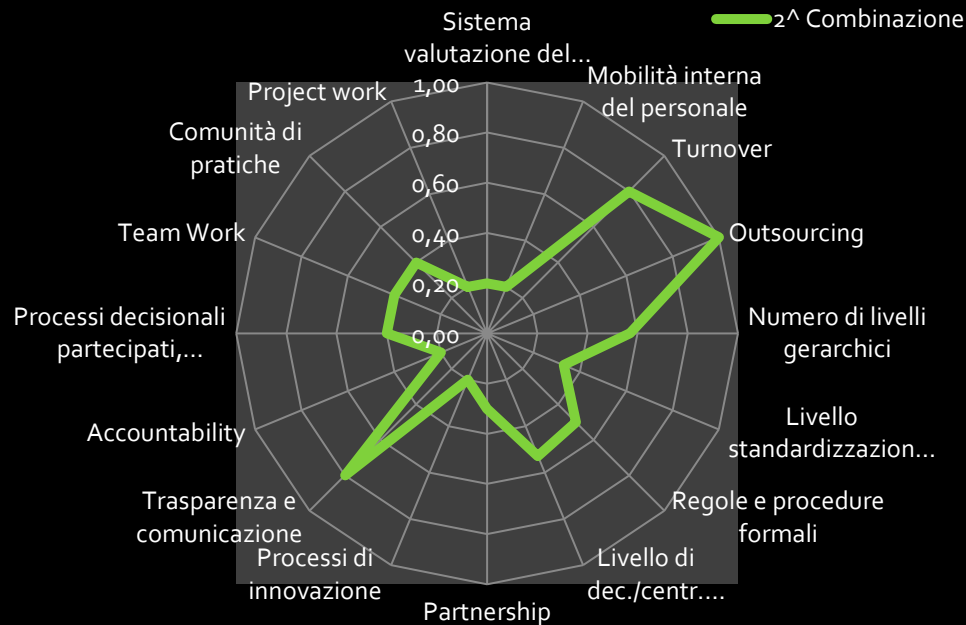 2^ Combinazione
Sistema
valutazione del...
Mobilità interna
del personale
Turnover
Outsourcing
Numero di livelli
gerarchici
Livello
standardizzazion...
Regole e procedure
formali
Livello di
dec./centr....
Partnership
Processi di
innovazione
Trasparenza e
comunicazione
Accountability
Processi decisionali
partecipati,...
Team Work
Comunità di
pratiche
Project work
1,00
0,80
0,60
0,40
0,20
0,00